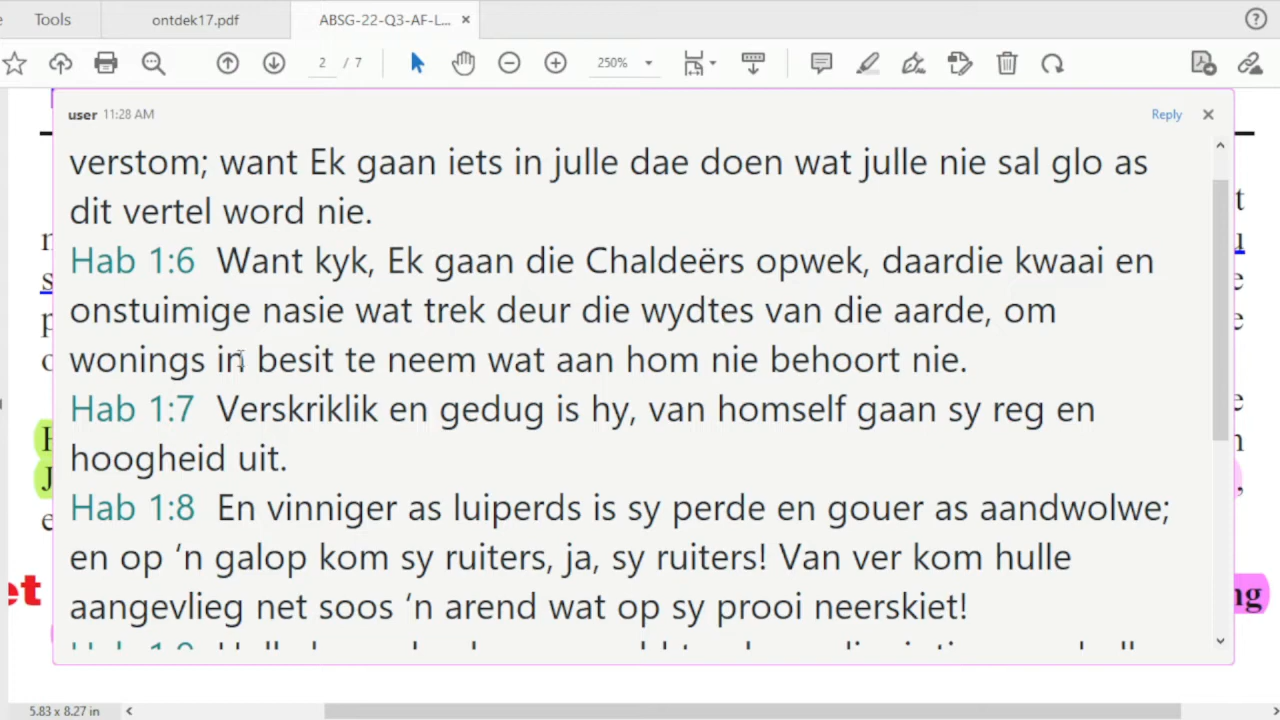 Tools
ontdek17.pdf
ABSG-22-Q3-AF-L...
2 / 7
250%
user 11:28 AM
Reply
verstom; want Ek gaan iets in julle dae doen wat julle nie sal glo as
dit vertel word nie.
Hab 1:6 Want kyk, Ek gaan die Chaldeërs opwek, daardie kwaai en
onstuimige nasie wat trek deur die wydtes van die aarde, om
wonings in besit te neem wat aan hom nie behoort nie.
Hab 1:7 Verskriklik en gedug is hy, van homself gaan sy reg en
hoogheid uit.
Hab 1:8 En vinniger as luiperds is sy perde en gouer as aandwolwe;
en op ‘n galop kom sy ruiters, ja, sy ruiters! Van ver kom hulle
aangevlieg net soos ‘n arend wat op sy prooi neerskiet!
5.83 x 8.27 in